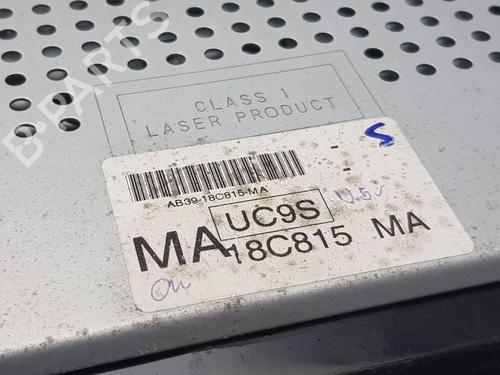 B-PARTS
CLASS 1
LASER PRODUCT
S
AB39-18C815-MA
UC9S
MA
18C815 MA